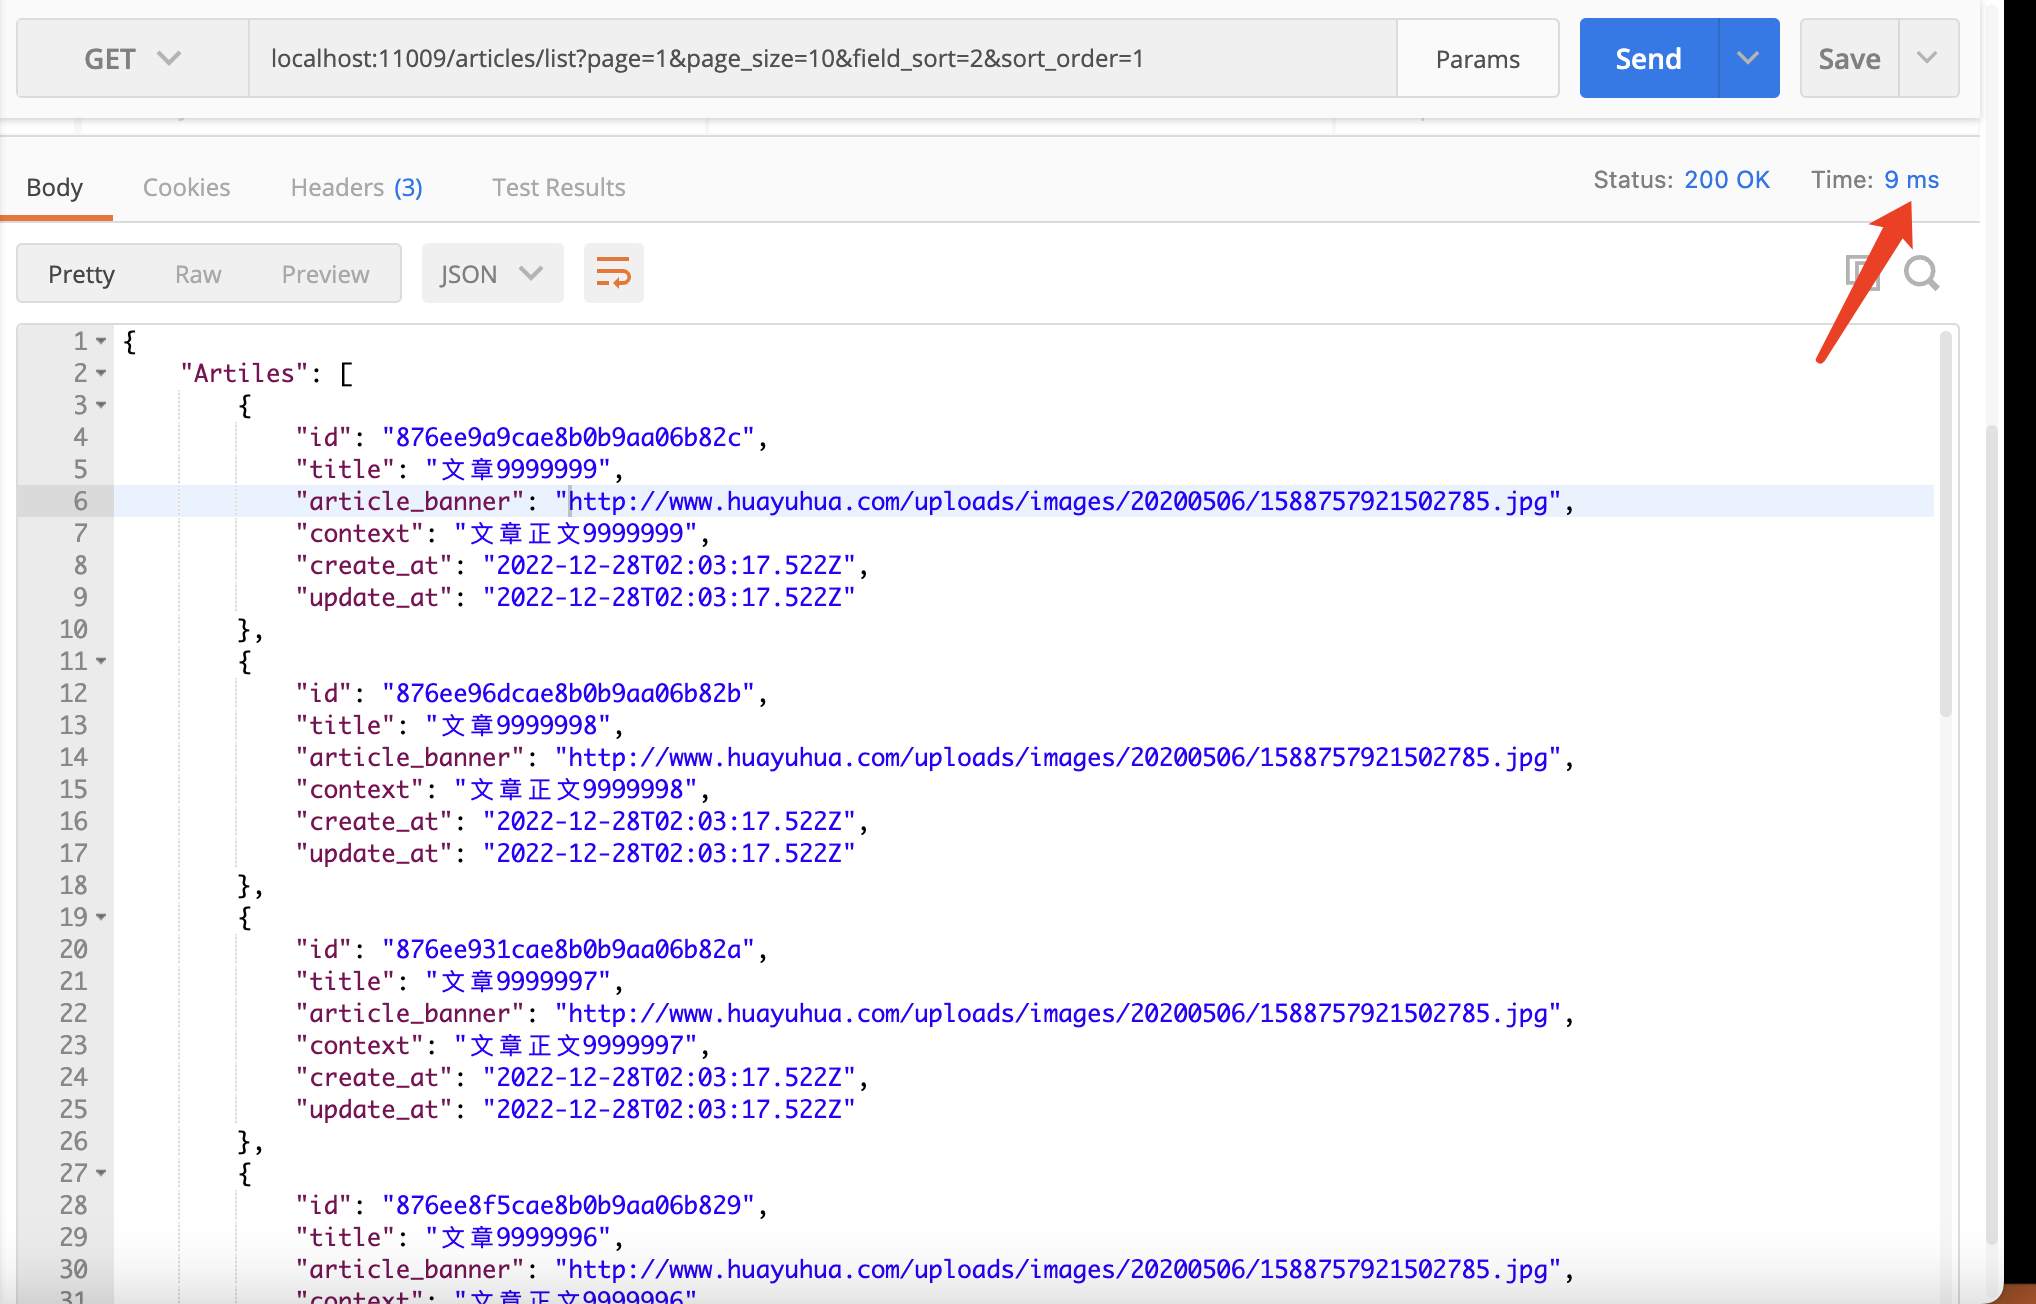 GET localhost:11009/articles/list?page=1&page_size=10&field_sort=2&sort_order=1 Params Send Save
Body Cookies Headers (3) Test Results Status: 200 OK Time: 9 ms
Pretty Raw Preview JSON
1 {
2 "Artiles": [
3 {
4 "id": "876ee9a9cae8b0b9aa06b82c",
5 "title": "文章9999999",
6 "article_banner": "http://www.huayuhua.com/uploads/images/20200506/1588757921502785.jpg",
7 "context": "文章正文9999999",
8 "create_at": "2022-12-28T02:03:17.522Z",
9 "update_at": "2022-12-28T02:03:17.522Z"
10 },
11 {
12 "id": "876ee96dcae8b0b9aa06b82b",
13 "title": "文章9999998",
14 "article_banner": "http://www.huayuhua.com/uploads/images/20200506/1588757921502785.jpg",
15 "context": "文章正文9999998",
16 "create_at": "2022-12-28T02:03:17.522Z",
17 "update_at": "2022-12-28T02:03:17.522Z"
18 },
19 {
20 "id": "876ee931cae8b0b9aa06b82a",
21 "title": "文章9999997",
22 "article_banner": "http://www.huayuhua.com/uploads/images/20200506/1588757921502785.jpg",
23 "context": "文章正文9999997",
24 "create_at": "2022-12-28T02:03:17.522Z",
25 "update_at": "2022-12-28T02:03:17.522Z"
26 },
27 {
28 "id": "876ee8f5cae8b0b9aa06b829",
29 "title": "文章9999996",
30 "article_banner": "http://www.huayuhua.com/uploads/images/20200506/1588757921502785.jpg",
31 "context": "文章正文9999996"